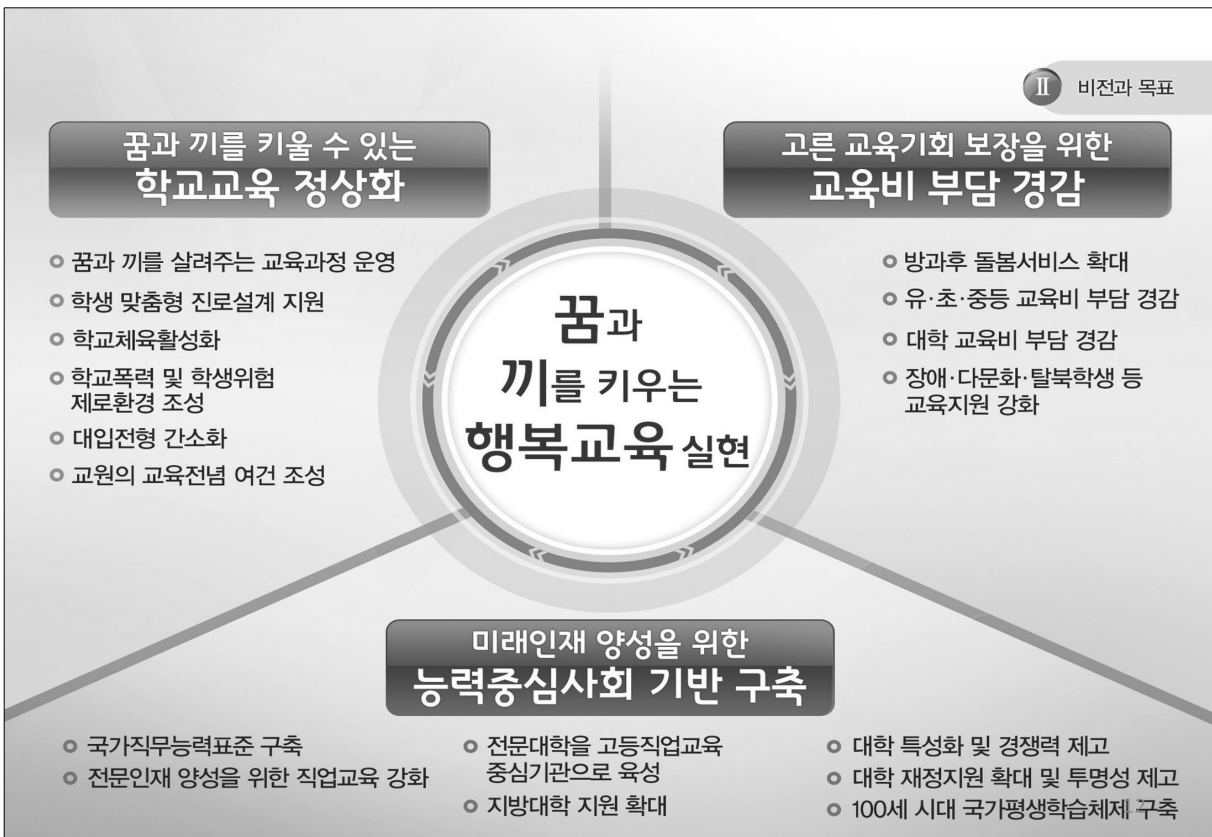 Ⅱ 비전과 목표
꿈과 끼를 키울 수 있는
학교교육 정상화
꿈과 끼를 살려주는 교육과정 운영
학생 맞춤형 진로설계 지원
학교체육활성화
학교폭력 및 학생위험
제로환경 조성
대입전형 간소화
교원의 교육전념 여건 조성
꿈과
끼를 키우는
행복교육 실현
고른 교육기회 보장을 위한
교육비 부담 경감
방과후 돌봄서비스 확대
유·초·중등 교육비 부담 경감
대학 교육비 부담 경감
장애·다문화·탈북학생 등
교육지원 강화
미래인재 양성을 위한
능력중심사회 기반 구축
국가직무능력표준 구축
전문인재 양성을 위한 직업교육 강화
전문대학을 고등직업교육
중심기관으로 육성
지방대학 지원 확대
대학 특성화 및 경쟁력 제고
대학 재정지원 확대 및 투명성 제고
100세 시대 국가평생학습체제 구축
12